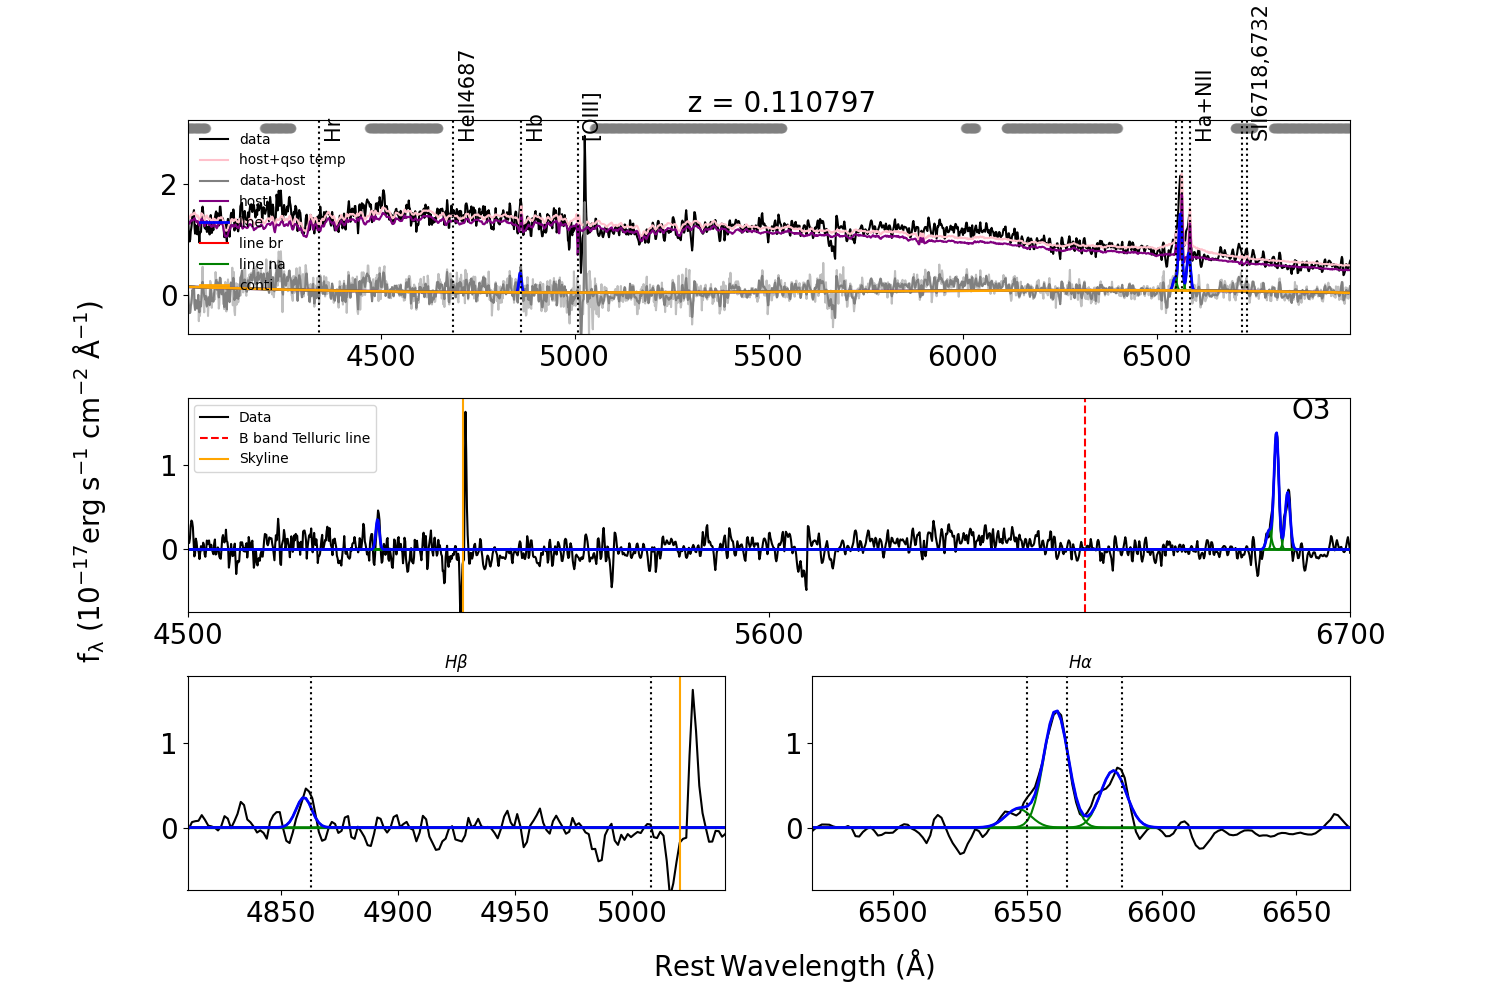 z = 0.110797
Hr
HeII4687
Hb
[OIII]
Ha+NII
SII6718,6732
data
host+qso temp
data-host
host
line br
line na
conti
2
0
4500 5000 5500 6000 6500
fλ (10−17erg s−1 cm−2 Å−1)
Data
B band Telluric line
Skyline
O3
1
0
4500 5600 6700
Hβ
1
0
4850 4900 4950 5000
Hα
1
0
6500 6550 6600 6650
Rest Wavelength (Å)